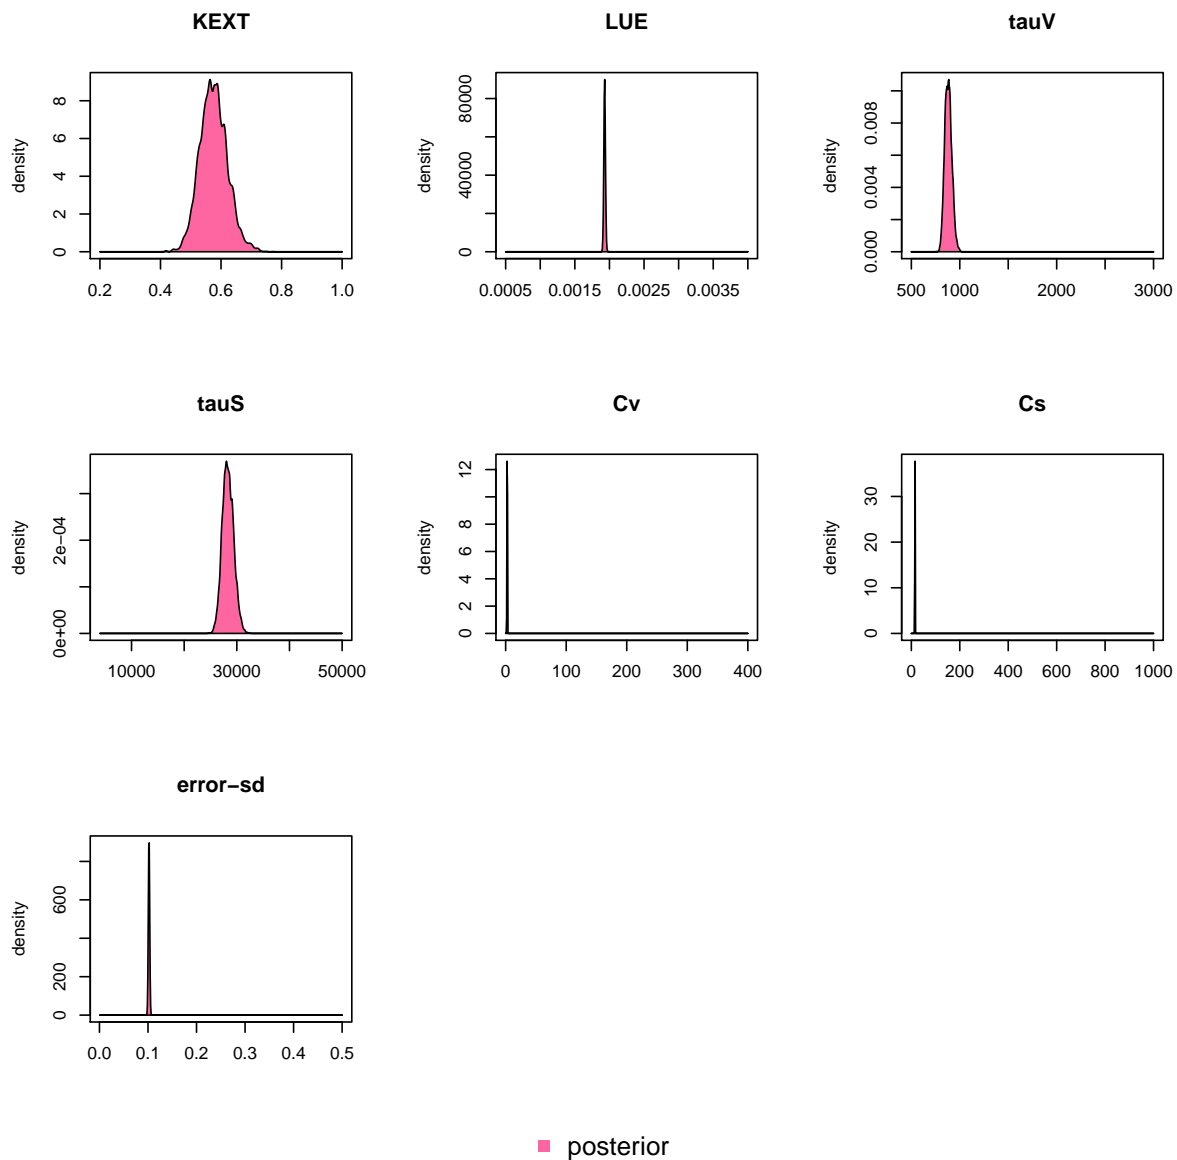 KEXT
density
0
2
4
6
8
0.2 0.4 0.6 0.8 1.0
LUE
density
0
40000
80000
0.0005 0.0015 0.0025 0.0035
tauV
density
0.000
0.004
0.008
500 1000 2000 3000
tauS
density
0e+00
2e−04
10000 30000 50000
Cv
density
0
2
4
6
8
12
0 100 200 300 400
Cs
density
0
10
20
30
0 200 400 600 800 1000
error−sd
density
0
200
600
0.0 0.1 0.2 0.3 0.4 0.5
posterior